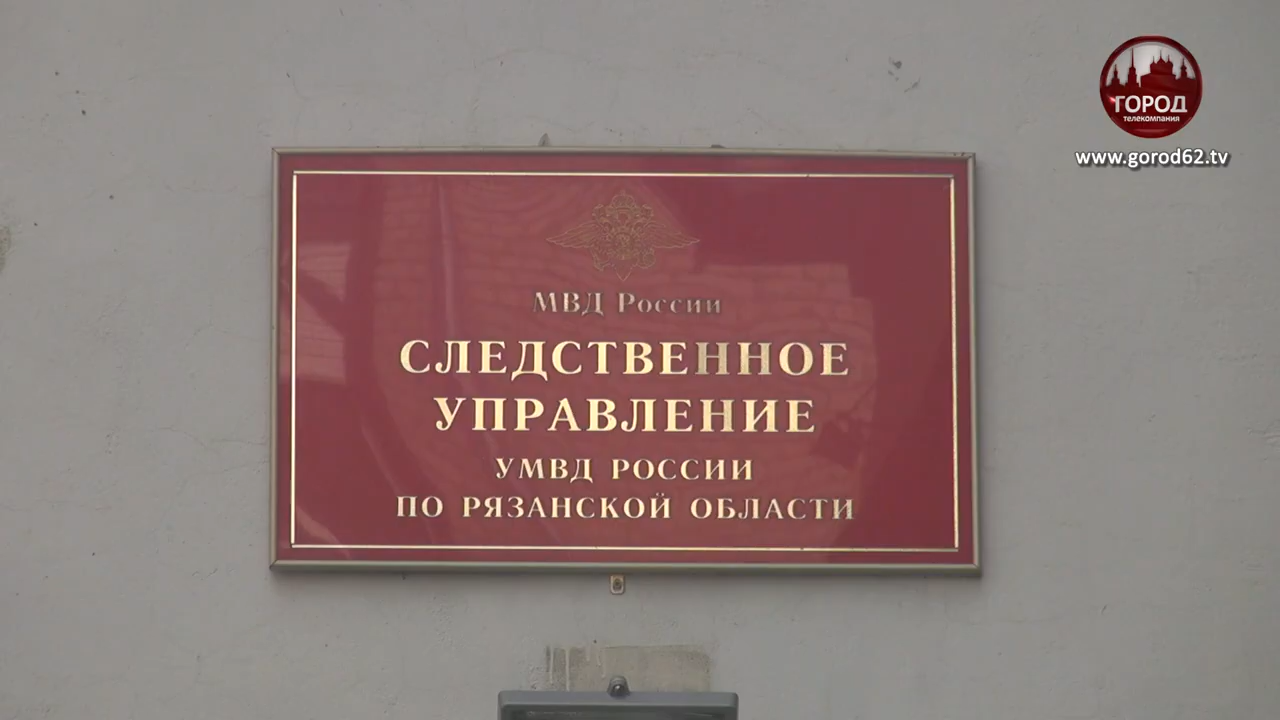 ГОРОД
телекомпания
www.gorod62.tv
МВД России
СЛЕДСТВЕННОЕ
УПРАВЛЕНИЕ
УМВД РОССИИ
ПО РЯЗАНСКОЙ ОБЛАСТИ